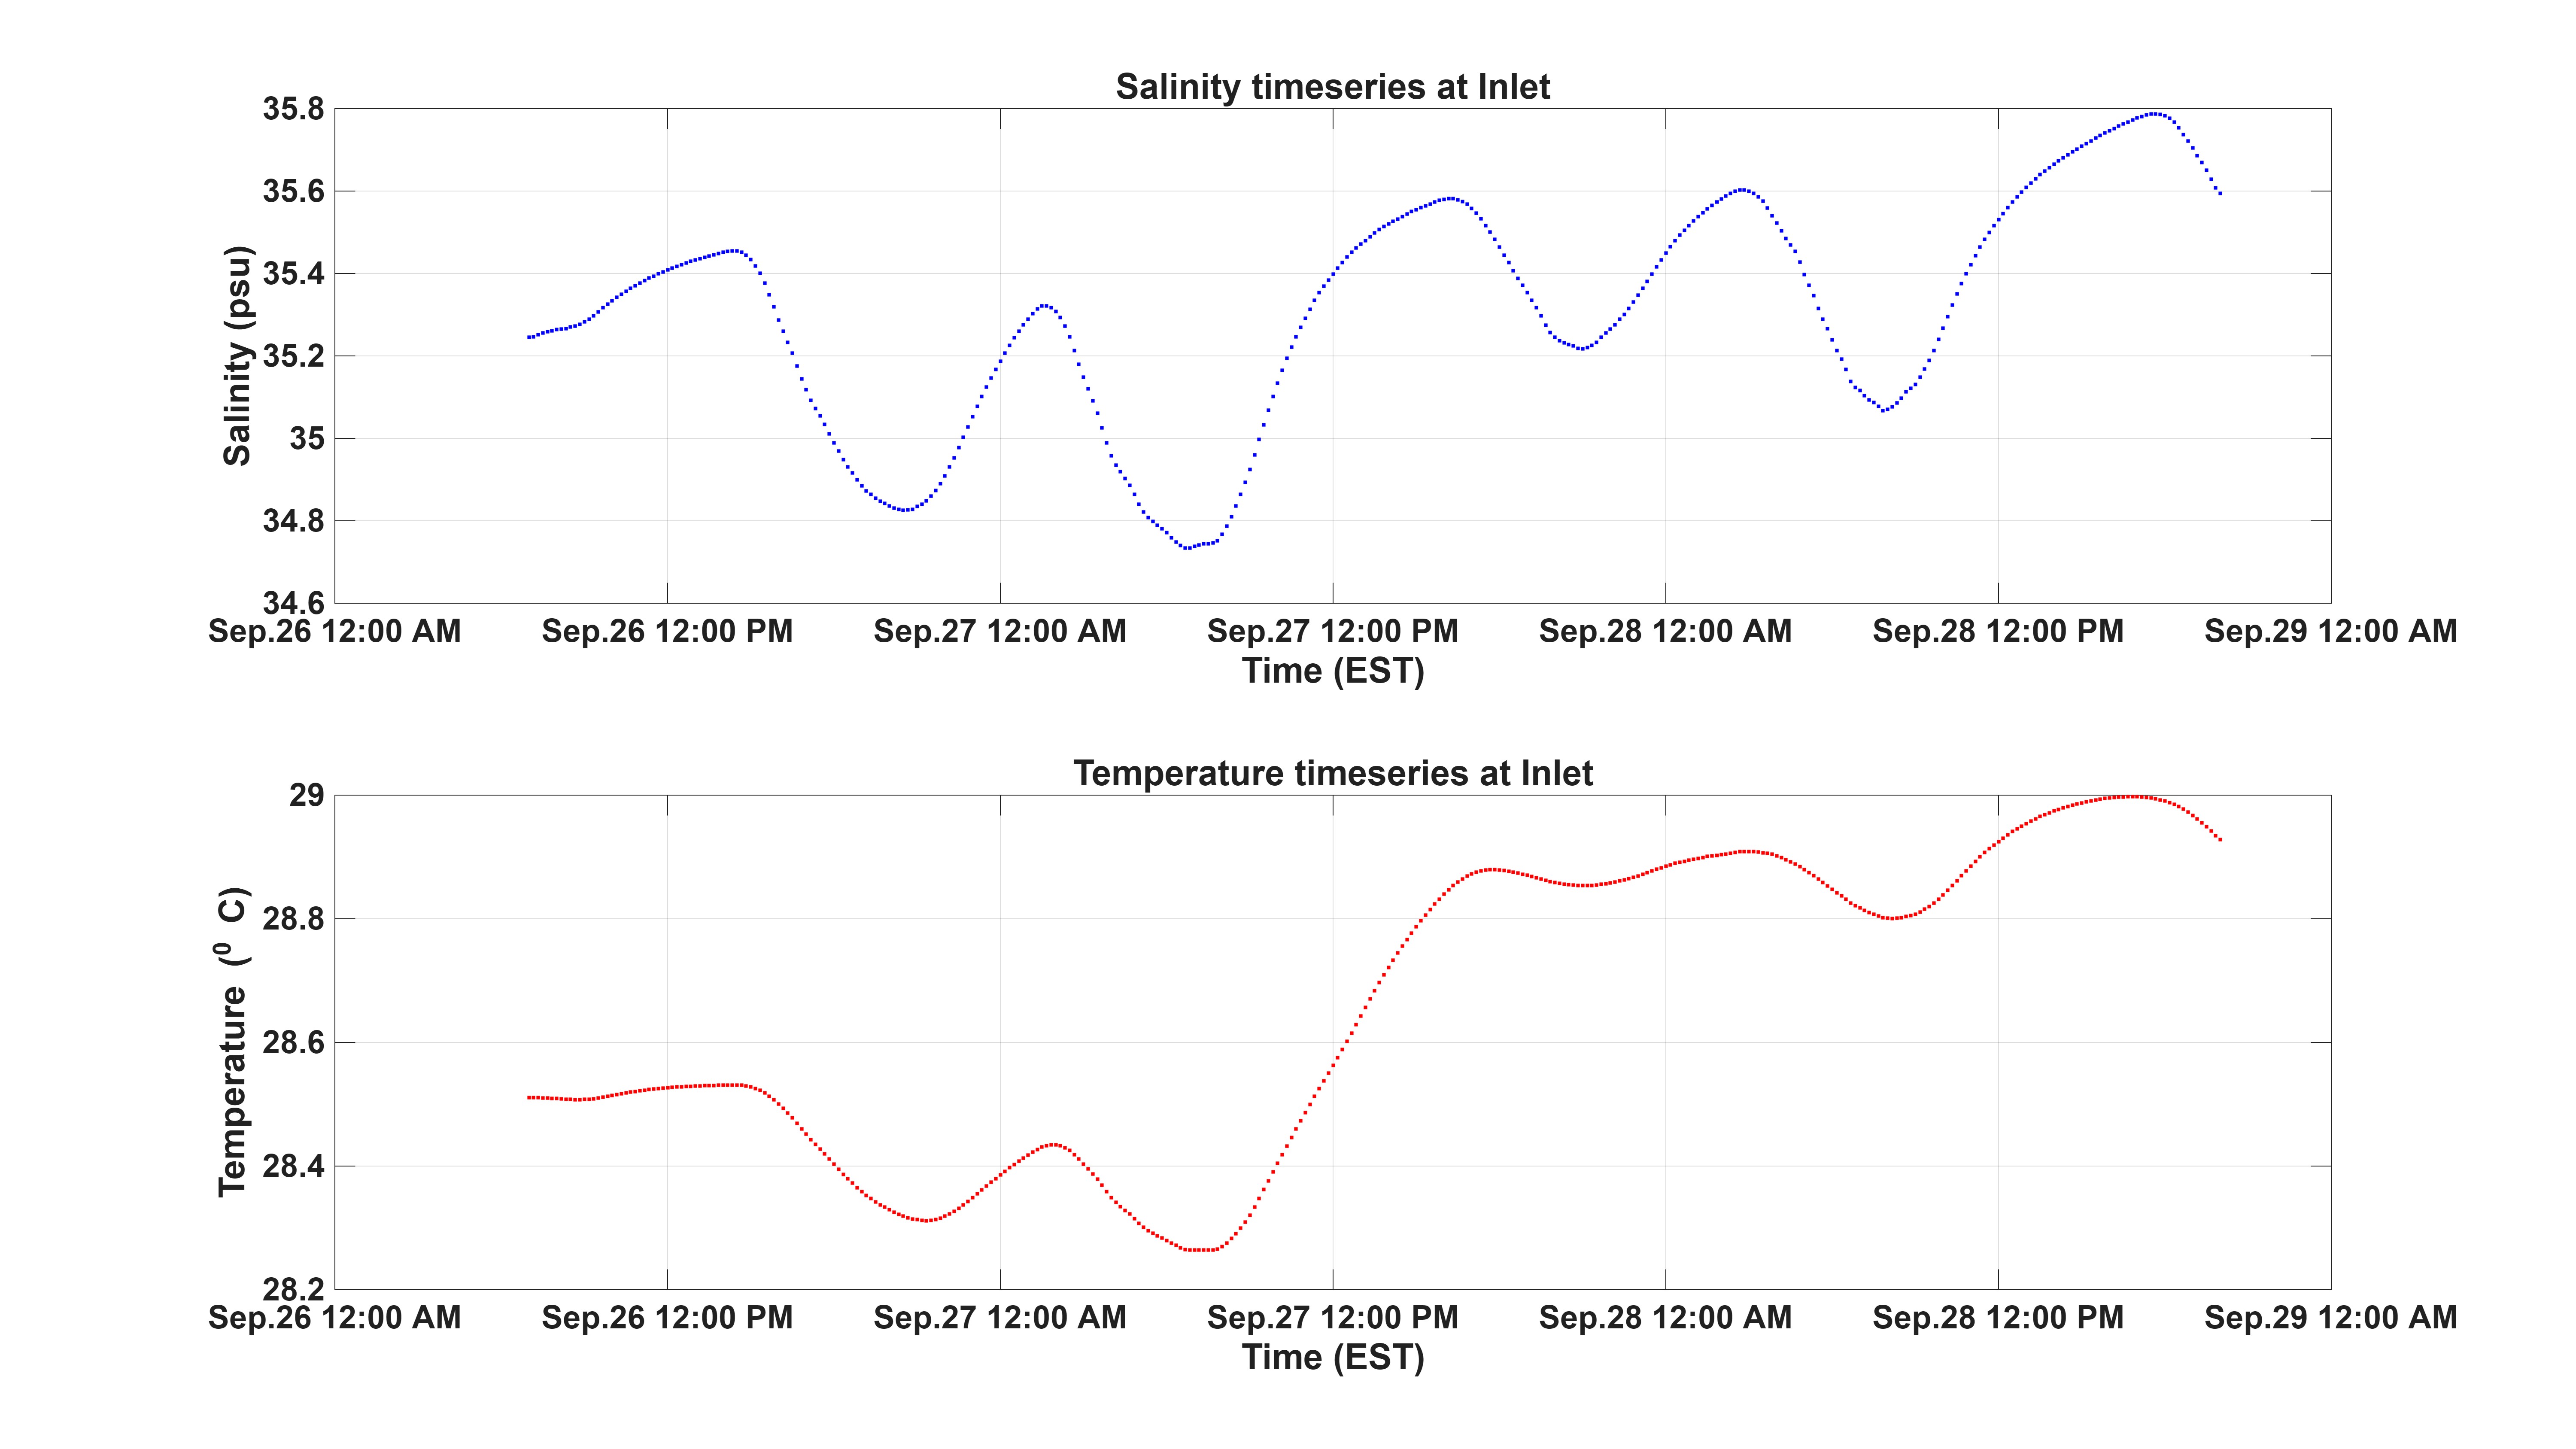 Salinity timeseries at Inlet
35.8
35.6
35.4
35.2
35
34.8
34.6
Salinity (psu)
Sep.26 12:00 AM Sep.26 12:00 PM Sep.27 12:00 AM Sep.27 12:00 PM Sep.28 12:00 AM Sep.28 12:00 PM Sep.29 12:00 AM
Time (EST)
Temperature timeseries at Inlet
29
28.8
28.6
28.4
28.2
Temperature (⁰ C)
Sep.26 12:00 AM Sep.26 12:00 PM Sep.27 12:00 AM Sep.27 12:00 PM Sep.28 12:00 AM Sep.28 12:00 PM Sep.29 12:00 AM
Time (EST)